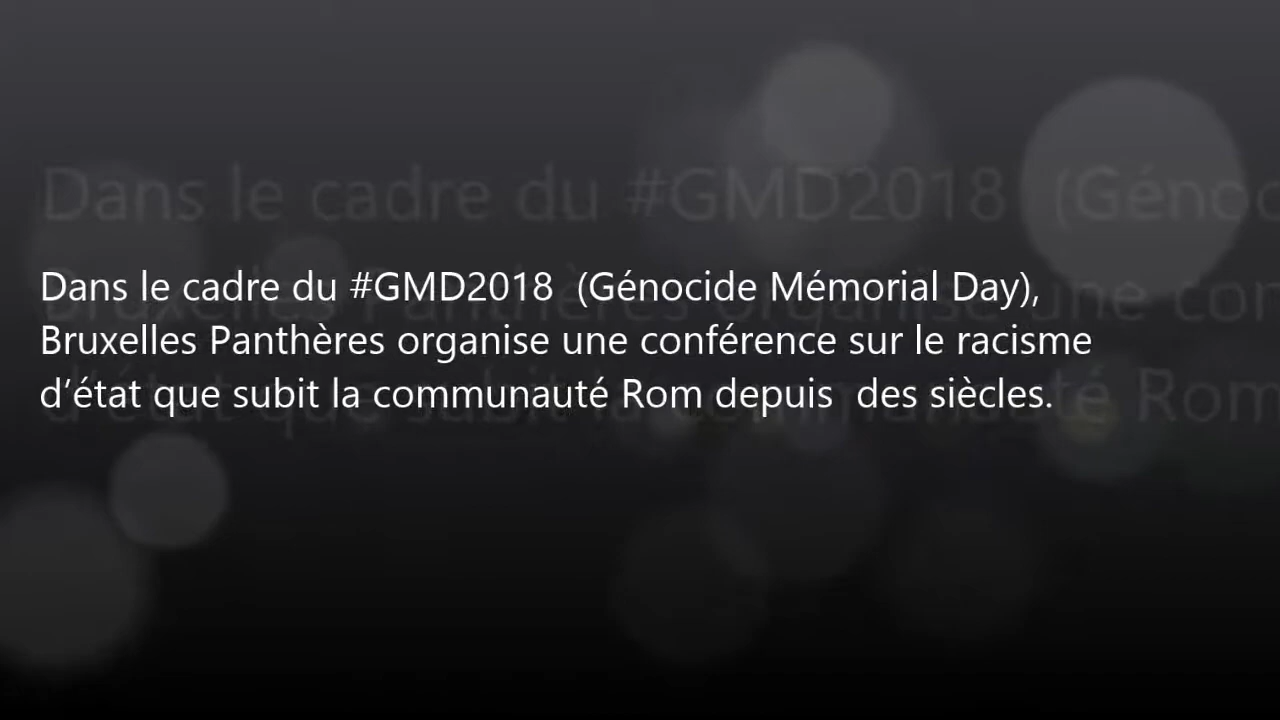 Dans le cadre du #GMD2018  (Génocide Mémorial Day),
Bruxelles Panthères organise une conférence sur le racisme
d’état que subit la communauté Rom depuis  des siècles.